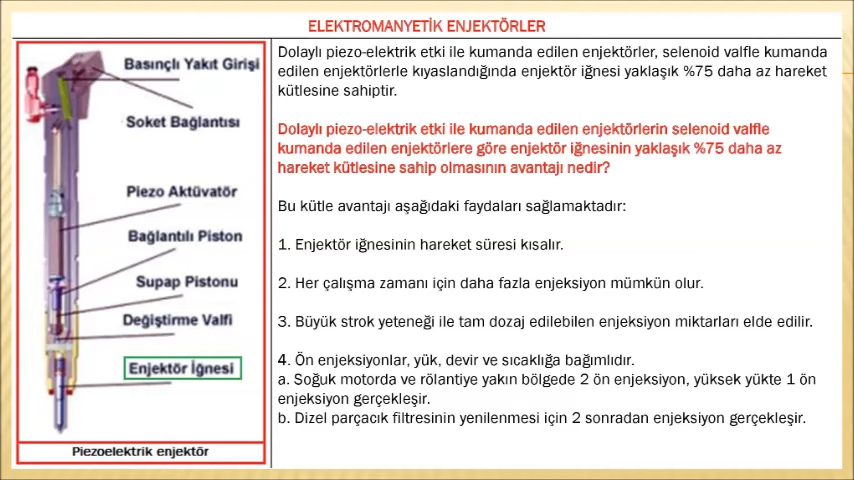 ELEKTROMANYETİK ENJEKTÖRLER
Basınçlı Yakıt Girişi
Soket Bağlantısı
Piezo Aktüvatör
Bağlantılı Piston
Supap Pistonu
Değiştirme Valfi
Enjektör İğnesi
Piezoelektrik enjektör
Dolaylı piezo-elektrik etki ile kumanda edilen enjektörler, selenoid valfle kumanda
edilen enjektörlerle kıyaslandığında enjektör iğnesi yaklaşık %75 daha az hareket
kütlesine sahiptir.
Dolaylı piezo-elektrik etki ile kumanda edilen enjektörlerin selenoid valfle
kumanda edilen enjektörlere göre enjektör iğnesinin yaklaşık %75 daha az
hareket kütlesine sahip olmasının avantajı nedir?
Bu kütle avantajı aşağıdaki faydaları sağlamaktadır:
1. Enjektör iğnesinin hareket süresi kısalır.
2. Her çalışma zamanı için daha fazla enjeksiyon mümkün olur.
3. Büyük strok yeteneği ile tam dozaj edilebilen enjeksiyon miktarları elde edilir.
4. Ön enjeksiyonlar, yük, devir ve sıcaklığa bağımlıdır.
a. Soğuk motorda ve rölantiye yakın bölgede 2 ön enjeksiyon, yüksek yükte 1 ön
enjeksiyon gerçekleşir.
b. Dizel parçacık filtresinin yenilenmesi için 2 sonradan enjeksiyon gerçekleşir.